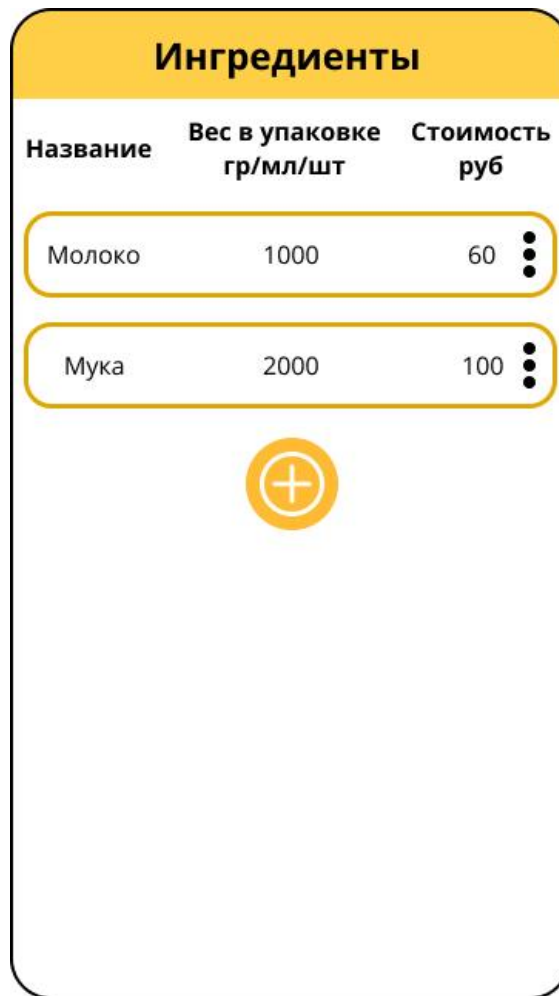 Ингредиенты
Название Вес в упаковке гр/мл/шт Стоимость руб
Молоко 1000 60
Мука 2000 100